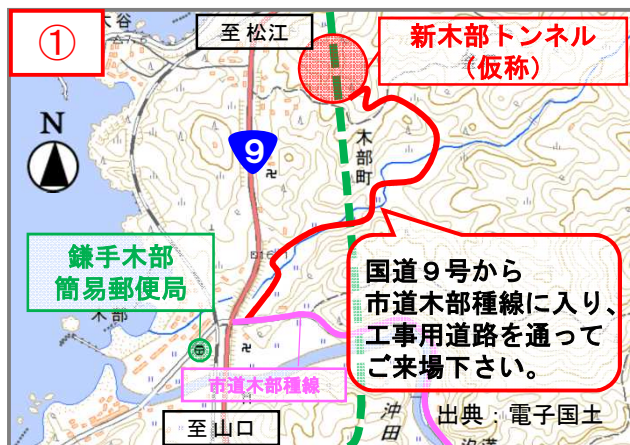 ①
大谷
至 松江
新木部トンネル
（仮称）
N
9
木部町
鎌手木部
簡易郵便局
木部
国道９号から
市道木部種線に入り、
工事用道路を通って
ご来場下さい。
市道木部種線
至 山口
沖田
出典：電子国土